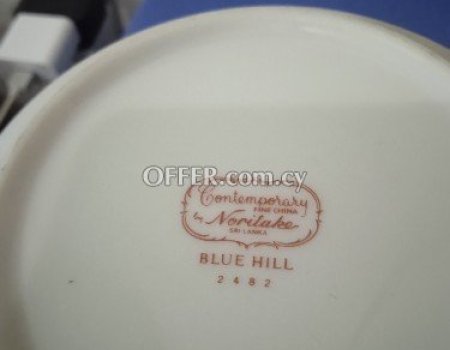 OFFER.com.cy
Contemporary
FINE CHINA
by Noritake
SRI LANKA
BLUE HILL
2482